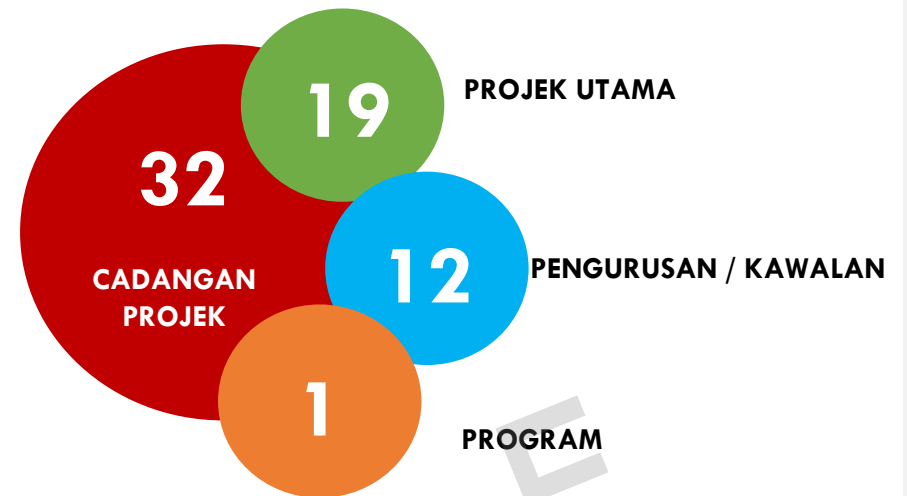 32
CADANGAN
PROJEK
19
PROJEK UTAMA
12
PENGURUSAN / KAWALAN
1
PROGRAM